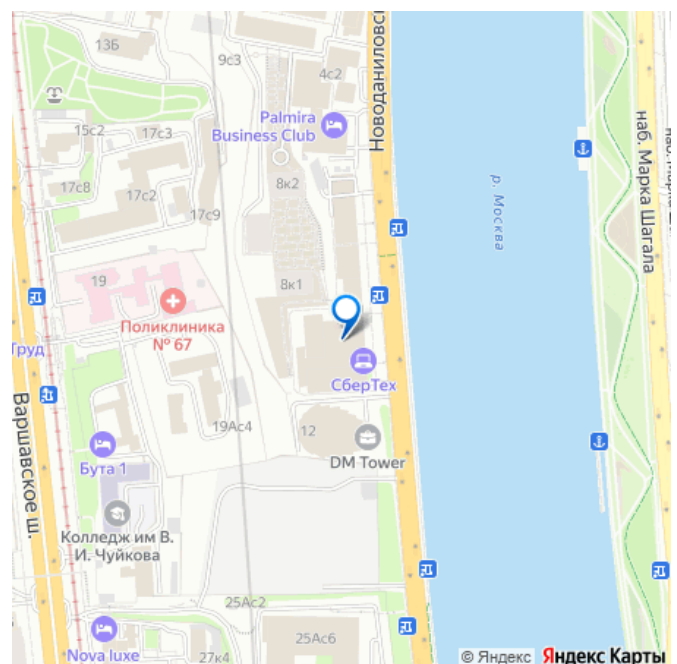 13Б
9с3
4с2
Palmira
Business Club
Новоданиловс
15с2
17с3
17с8
17с2
17с9
8к2
р. Москва
наб. Марка Шагала
19
8к1
Поликлиника
№ 67
Труд
СберТех
Варшавское ш.
19Ас4
12
DM Tower
Бута 1
Колледж им В.
И. Чуйкова
25Ас2
25Ас6
Nova luxe
27к4
© Яндекс Яндекс Карты